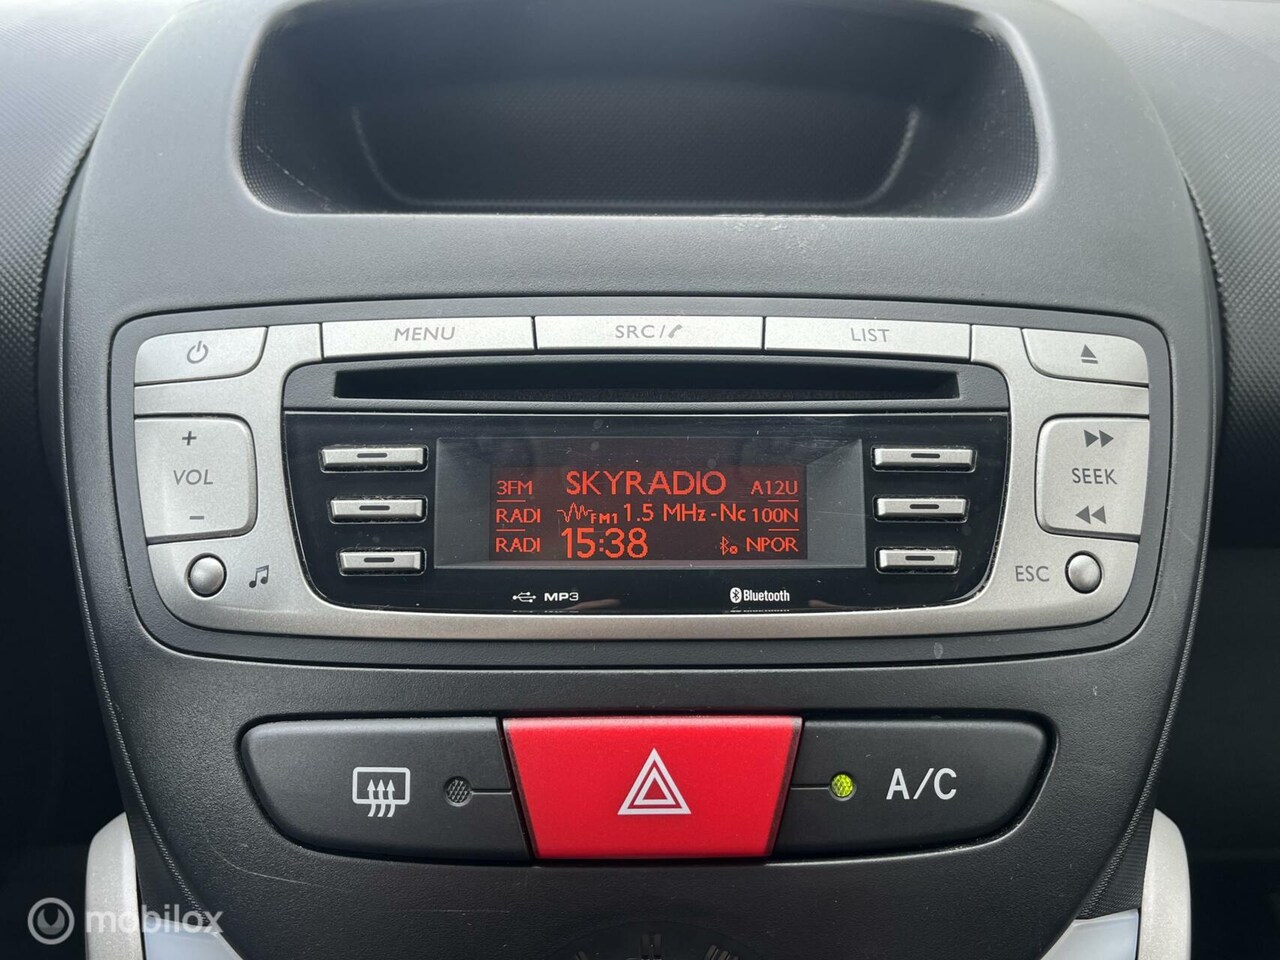 MENU SRC/ LIST
+
VOL
-
SEEK
3FM SKYRADIO A12U
RADI FM1 1.5 MHz-Nc 100N
RADI 15:38 NPOR
ESC
MP3 Bluetooth
A/C
mobilox